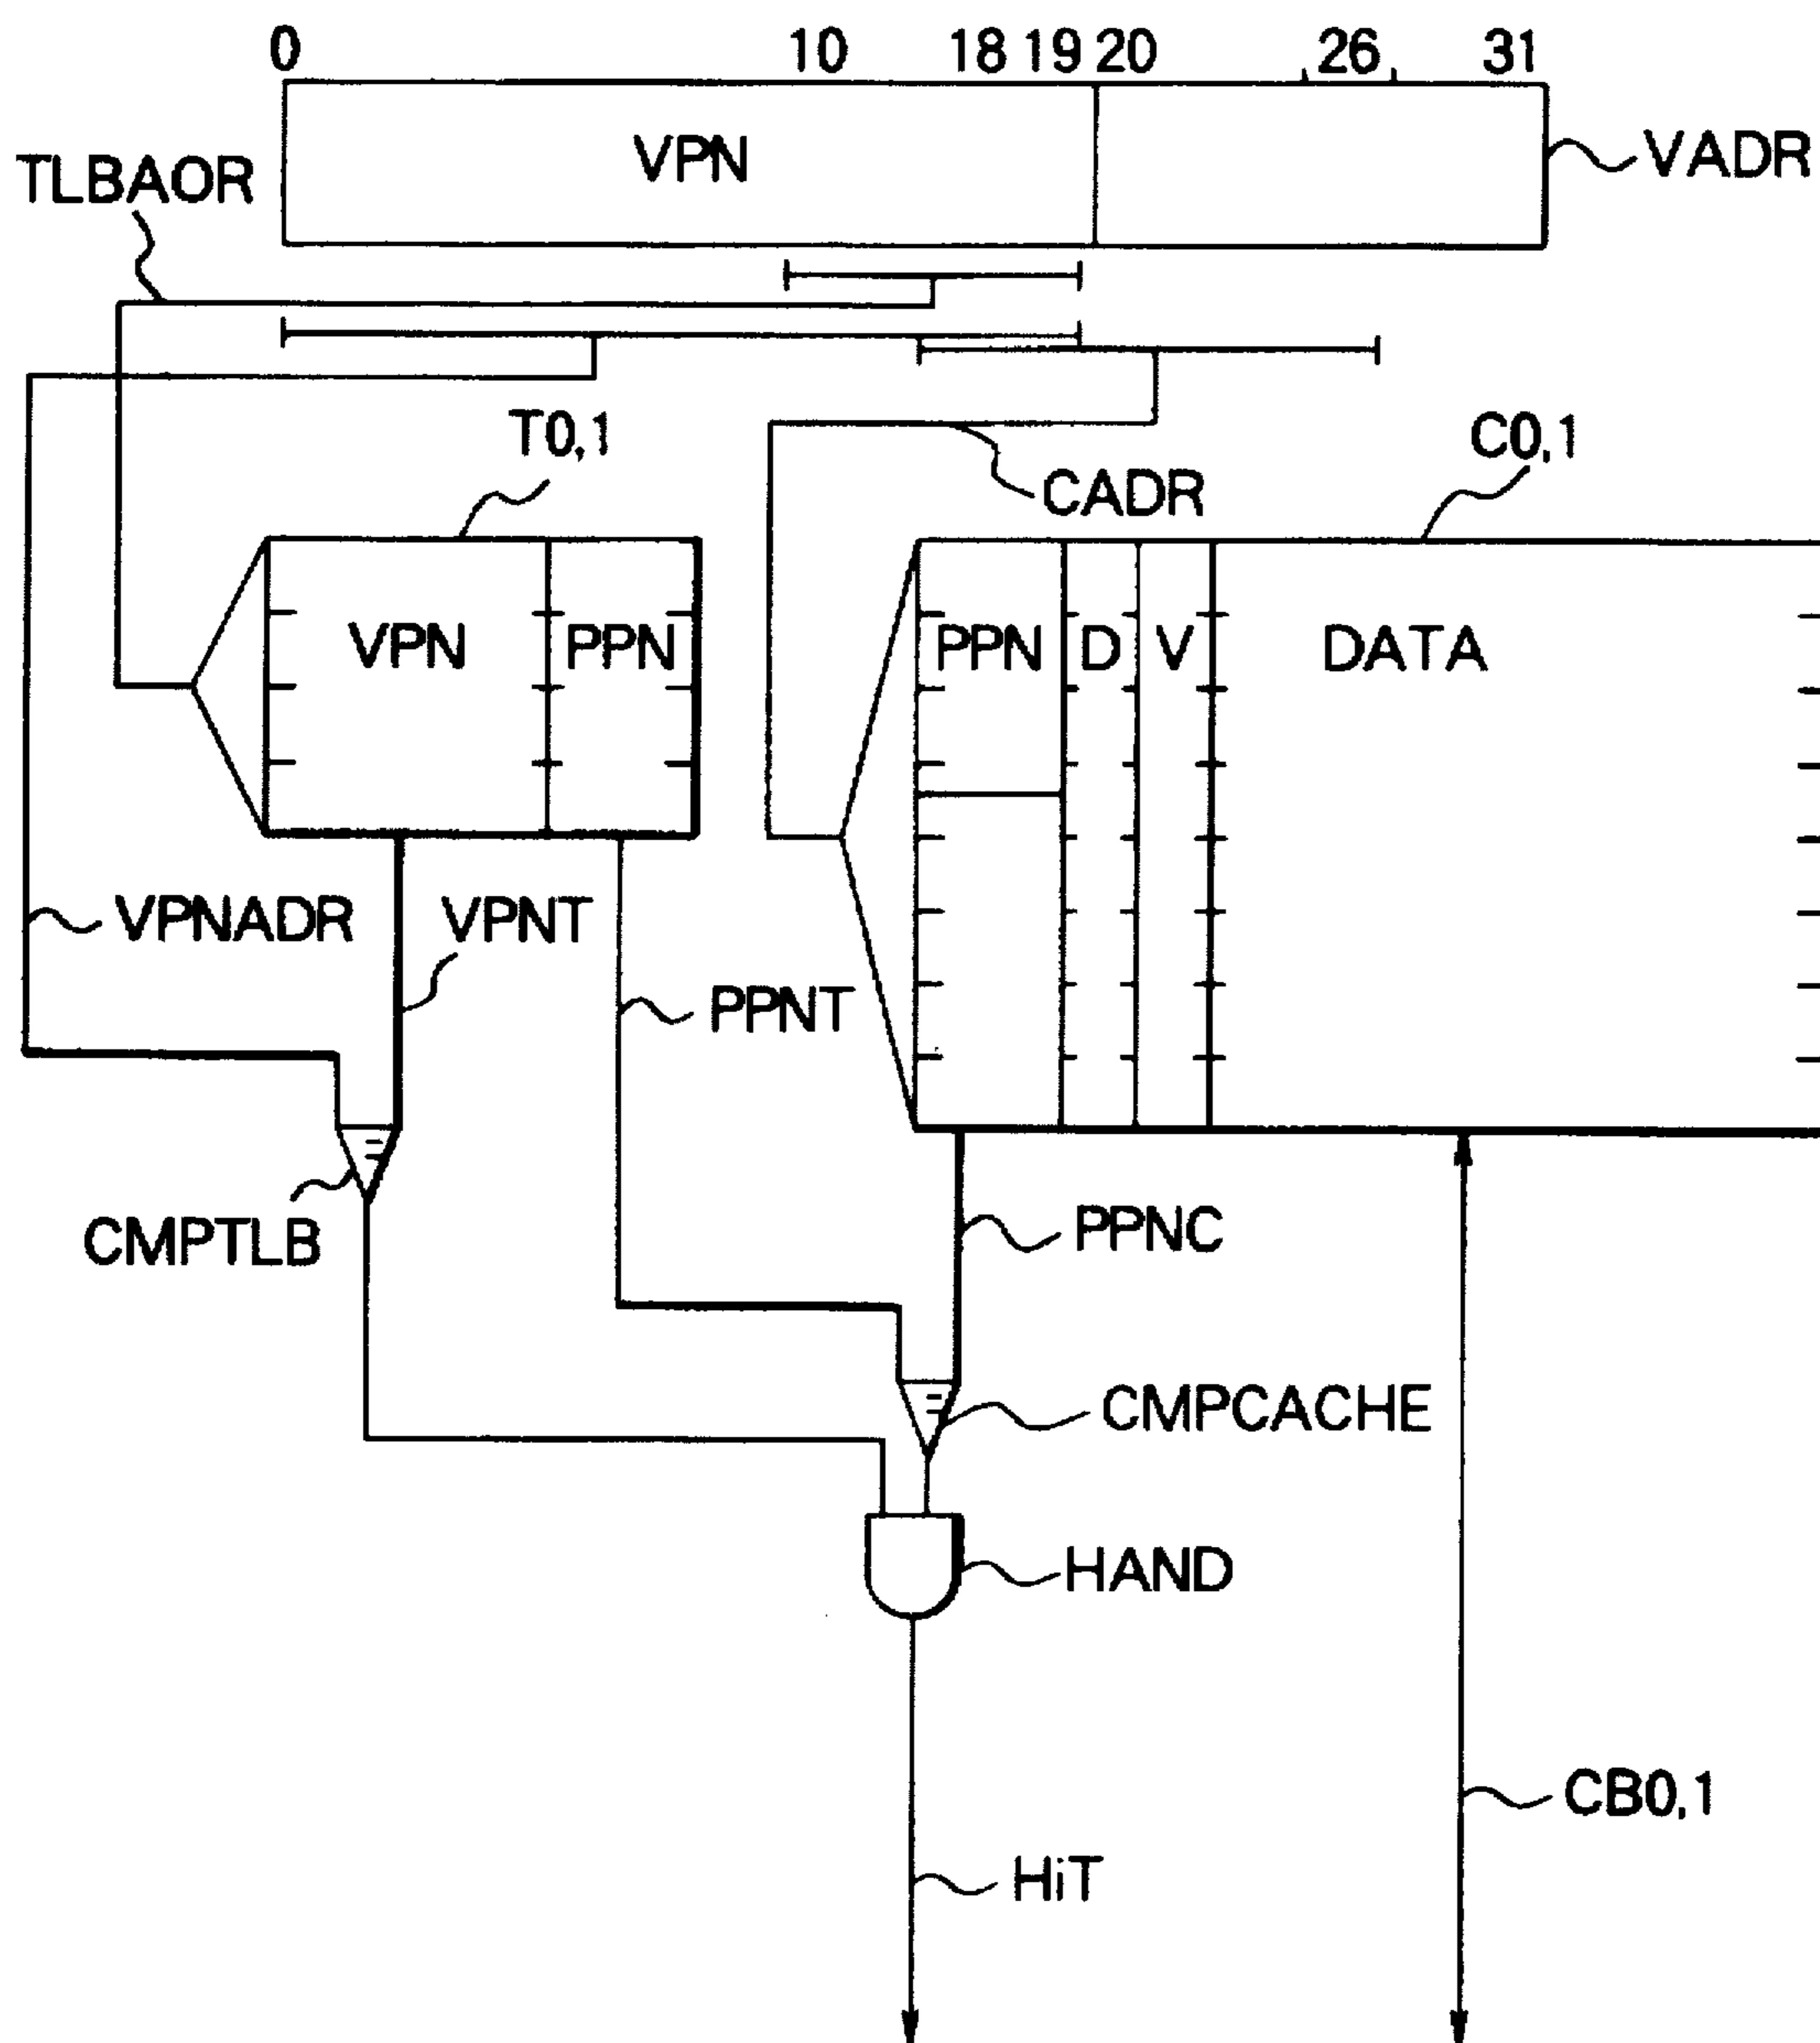 0 10 18 19 20 26 31
VPN
VADR
TLBAOR
T0,1
C0,1
CADR
VPN PPN
PPN D V DATA
VPNADR
VPNT
PPNT
CMPTLB
PPNC
CMPCACHE
HAND
CB0,1
HiT